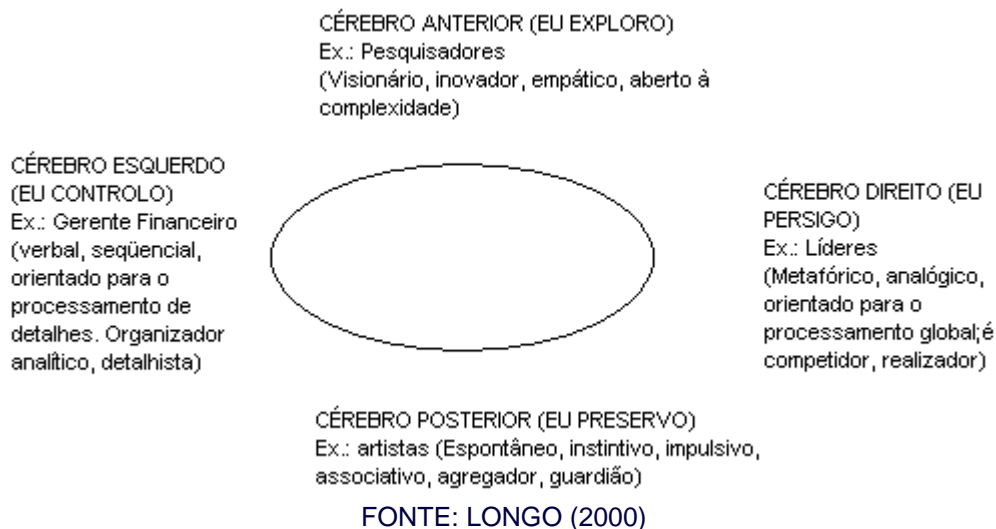 CÉREBRO ANTERIOR (EU EXPLORO)
Ex.: Pesquisadores
(Visionário, inovador, empático, aberto à
complexidade)
CÉREBRO ESQUERDO
(EU CONTROLO)
Ex.: Gerente Financeiro
(verbal, seqüencial,
orientado para o
processamento de
detalhes. Organizador
analítico, detalhista)
CÉREBRO DIREITO (EU
PERSIGO)
Ex.: Líderes
(Metafórico, analógico,
orientado para o
processamento global;é
competidor, realizador)
CÉREBRO POSTERIOR (EU PRESERVO)
Ex.: artistas (Espontâneo, instintivo, impulsivo,
associativo, agregador, guardião)
FONTE: LONGO (2000)